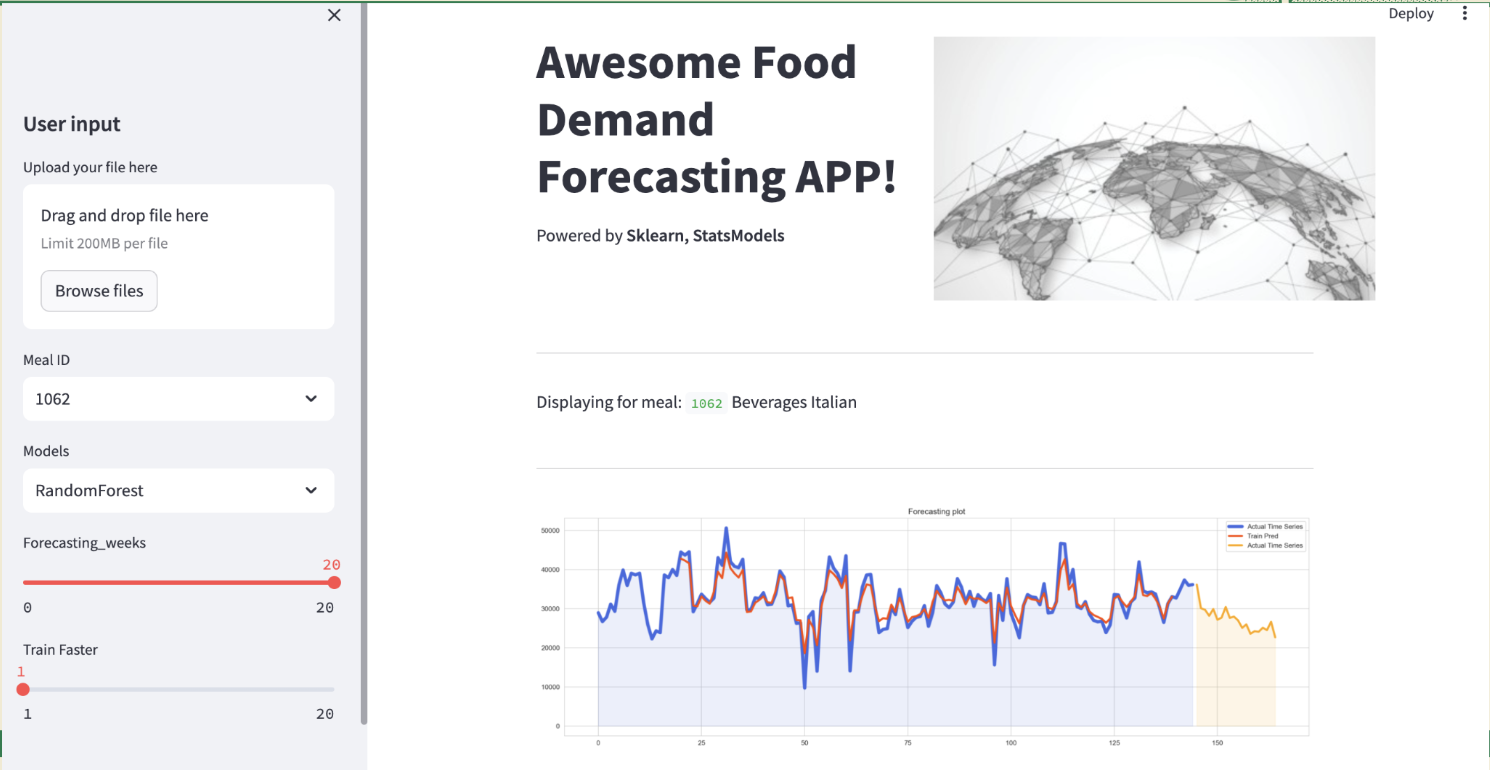 Deploy
User input
Upload your file here
Drag and drop file here
Limit 200MB per file
Browse files
Meal ID
1062
Models
RandomForest
Forecasting_weeks
20
0 20
Train Faster
1
1 20
Awesome Food
Demand
Forecasting APP!
Powered by Sklearn, StatsModels
Displaying for meal: 1062 Beverages Italian
Forecasting plot
Actual Time Series
Train Pred
Actual Time Series
50000
40000
30000
20000
10000
0
0 25 50 75 100 125 150